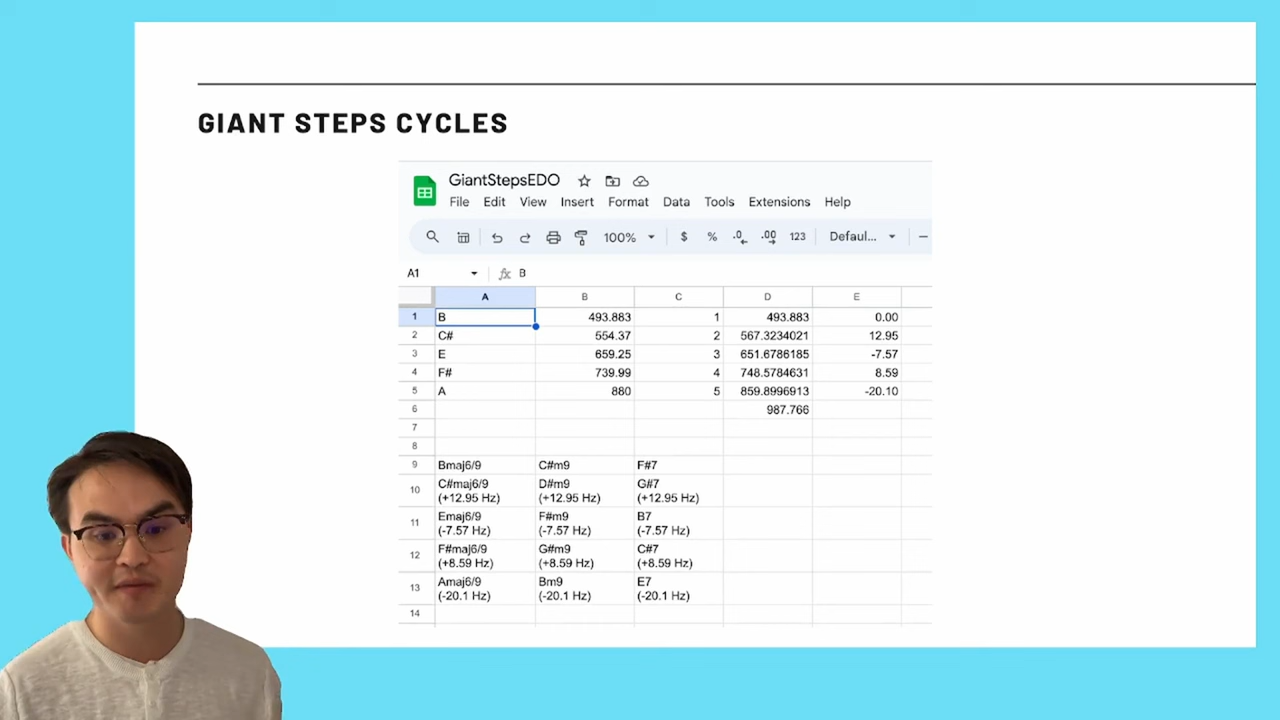 GIANT STEPS CYCLES
GiantStepsEDO
File Edit View Insert Format Data Tools Extensions Help
100% $ % .0 .00 123 Defaul...
A1 fx B
A B C D E
1 B 493.883 1 493.883 0.00
2 C# 554.37 2 567.3234021 12.95
3 E 659.25 3 651.6786185 -7.57
4 F# 739.99 4 748.5784631 8.59
5 A 880 5 859.8996913 -20.10
6 987.766
7
8
9 Bmaj6/9 C#m9 F#7
10 C#maj6/9 D#m9 G#7
(+12.95 Hz) (+12.95 Hz) (+12.95 Hz)
11 Emaj6/9 F#m9 B7
(-7.57 Hz) (-7.57 Hz) (-7.57 Hz)
12 F#maj6/9 G#m9 C#7
(+8.59 Hz) (+8.59 Hz) (+8.59 Hz)
13 Amaj6/9 Bm9 E7
(-20.1 Hz) (-20.1 Hz) (-20.1 Hz)
14